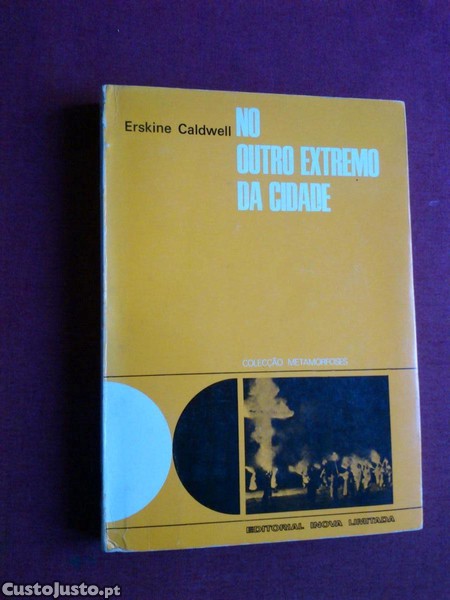 Erskine Caldwell
NO
OUTRO EXTREMO
DA CIDADE
COLECÇÃO METAMORFOSES
EDITORIAL INOVA LIMITADA
CustoJusto.pt